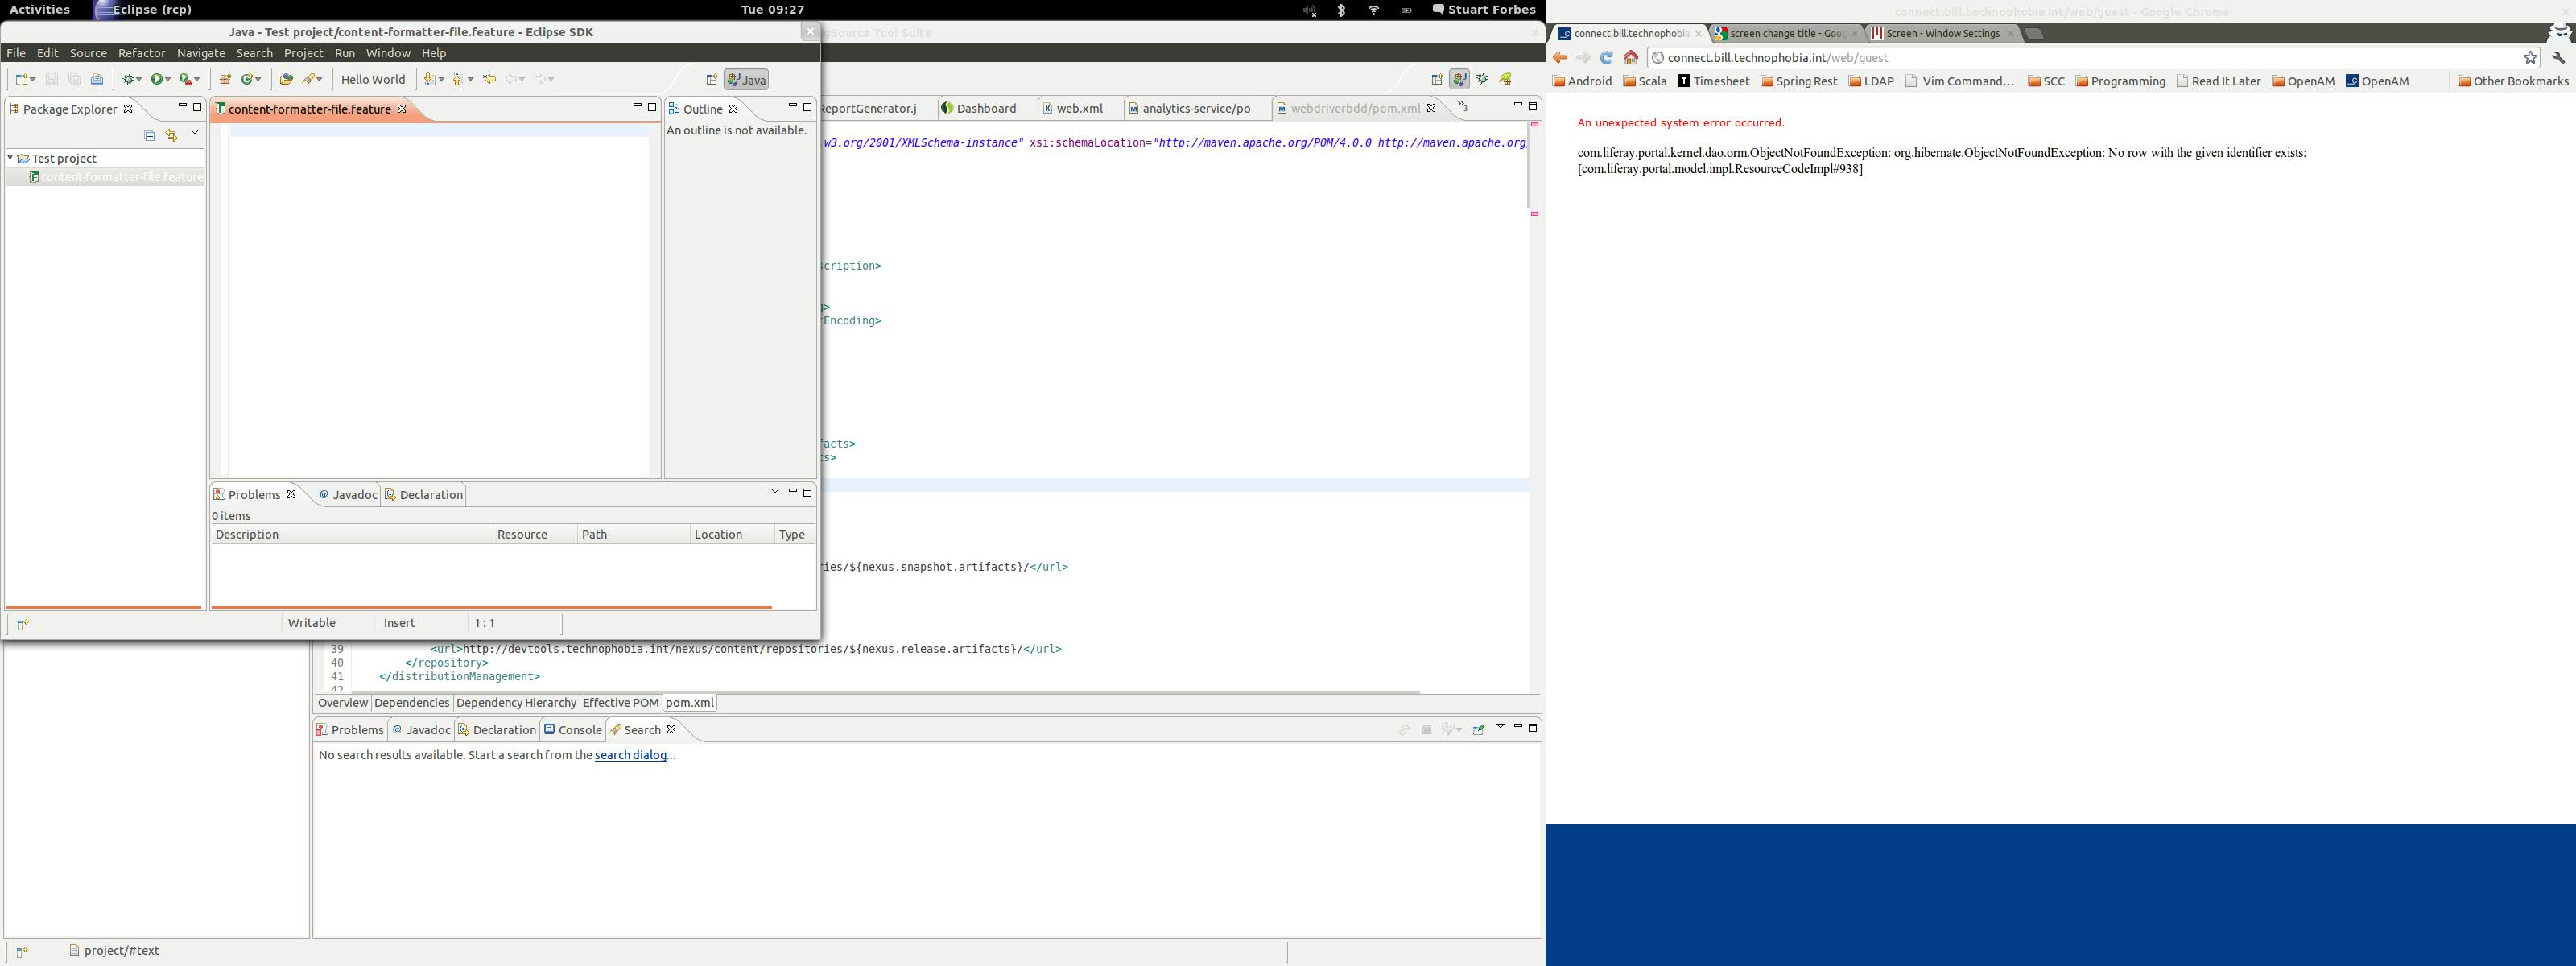 Activities Eclipse (rcp) Tue 09:27 Stuart Forbes
Java - Test project/content-formatter-file.feature - Eclipse SDK
gSource Tool Suite
File Edit Source Refactor Navigate Search Project Run Window Help
Hello World Java
Package Explorer
Test project
content-formatter-file.feature
content-formatter-file.feature
Outline
An outline is not available.
Problems Javadoc Declaration
0 items
Description Resource Path Location Type
Writable Insert 1 : 1
ReportGenerator.j Dashboard web.xml analytics-service/po webdriverbdd/pom.xml »3
w3.org/2001/XMLSchema-instance" xsi:schemaLocation="http://maven.apache.org/POM/4.0.0 http://maven.apache.org,
scription>
>
tEncoding>
facts>
ts>
ries/${nexus.snapshot.artifacts}/</url>
39 <url>http://devtools.technophobia.int/nexus/content/repositories/${nexus.release.artifacts}/</url>
40 </repository>
41 </distributionManagement>
42
Overview Dependencies Dependency Hierarchy Effective POM pom.xml
Problems Javadoc Declaration Console Search
No search results available. Start a search from the search dialog...
project/#text
connect.bill.technophobia.int/web/guest - Google Chrome
connect.bill.technophobia screen change title - Goog Screen - Window Settings
connect.bill.technophobia.int/web/guest
Android Scala Timesheet Spring Rest LDAP Vim Command... SCC Programming Read It Later OpenAM OpenAM Other Bookmarks
An unexpected system error occurred.
com.liferay.portal.kernel.dao.orm.ObjectNotFoundException: org.hibernate.ObjectNotFoundException: No row with the given identifier exists:
[com.liferay.portal.model.impl.ResourceCodeImpl#938]